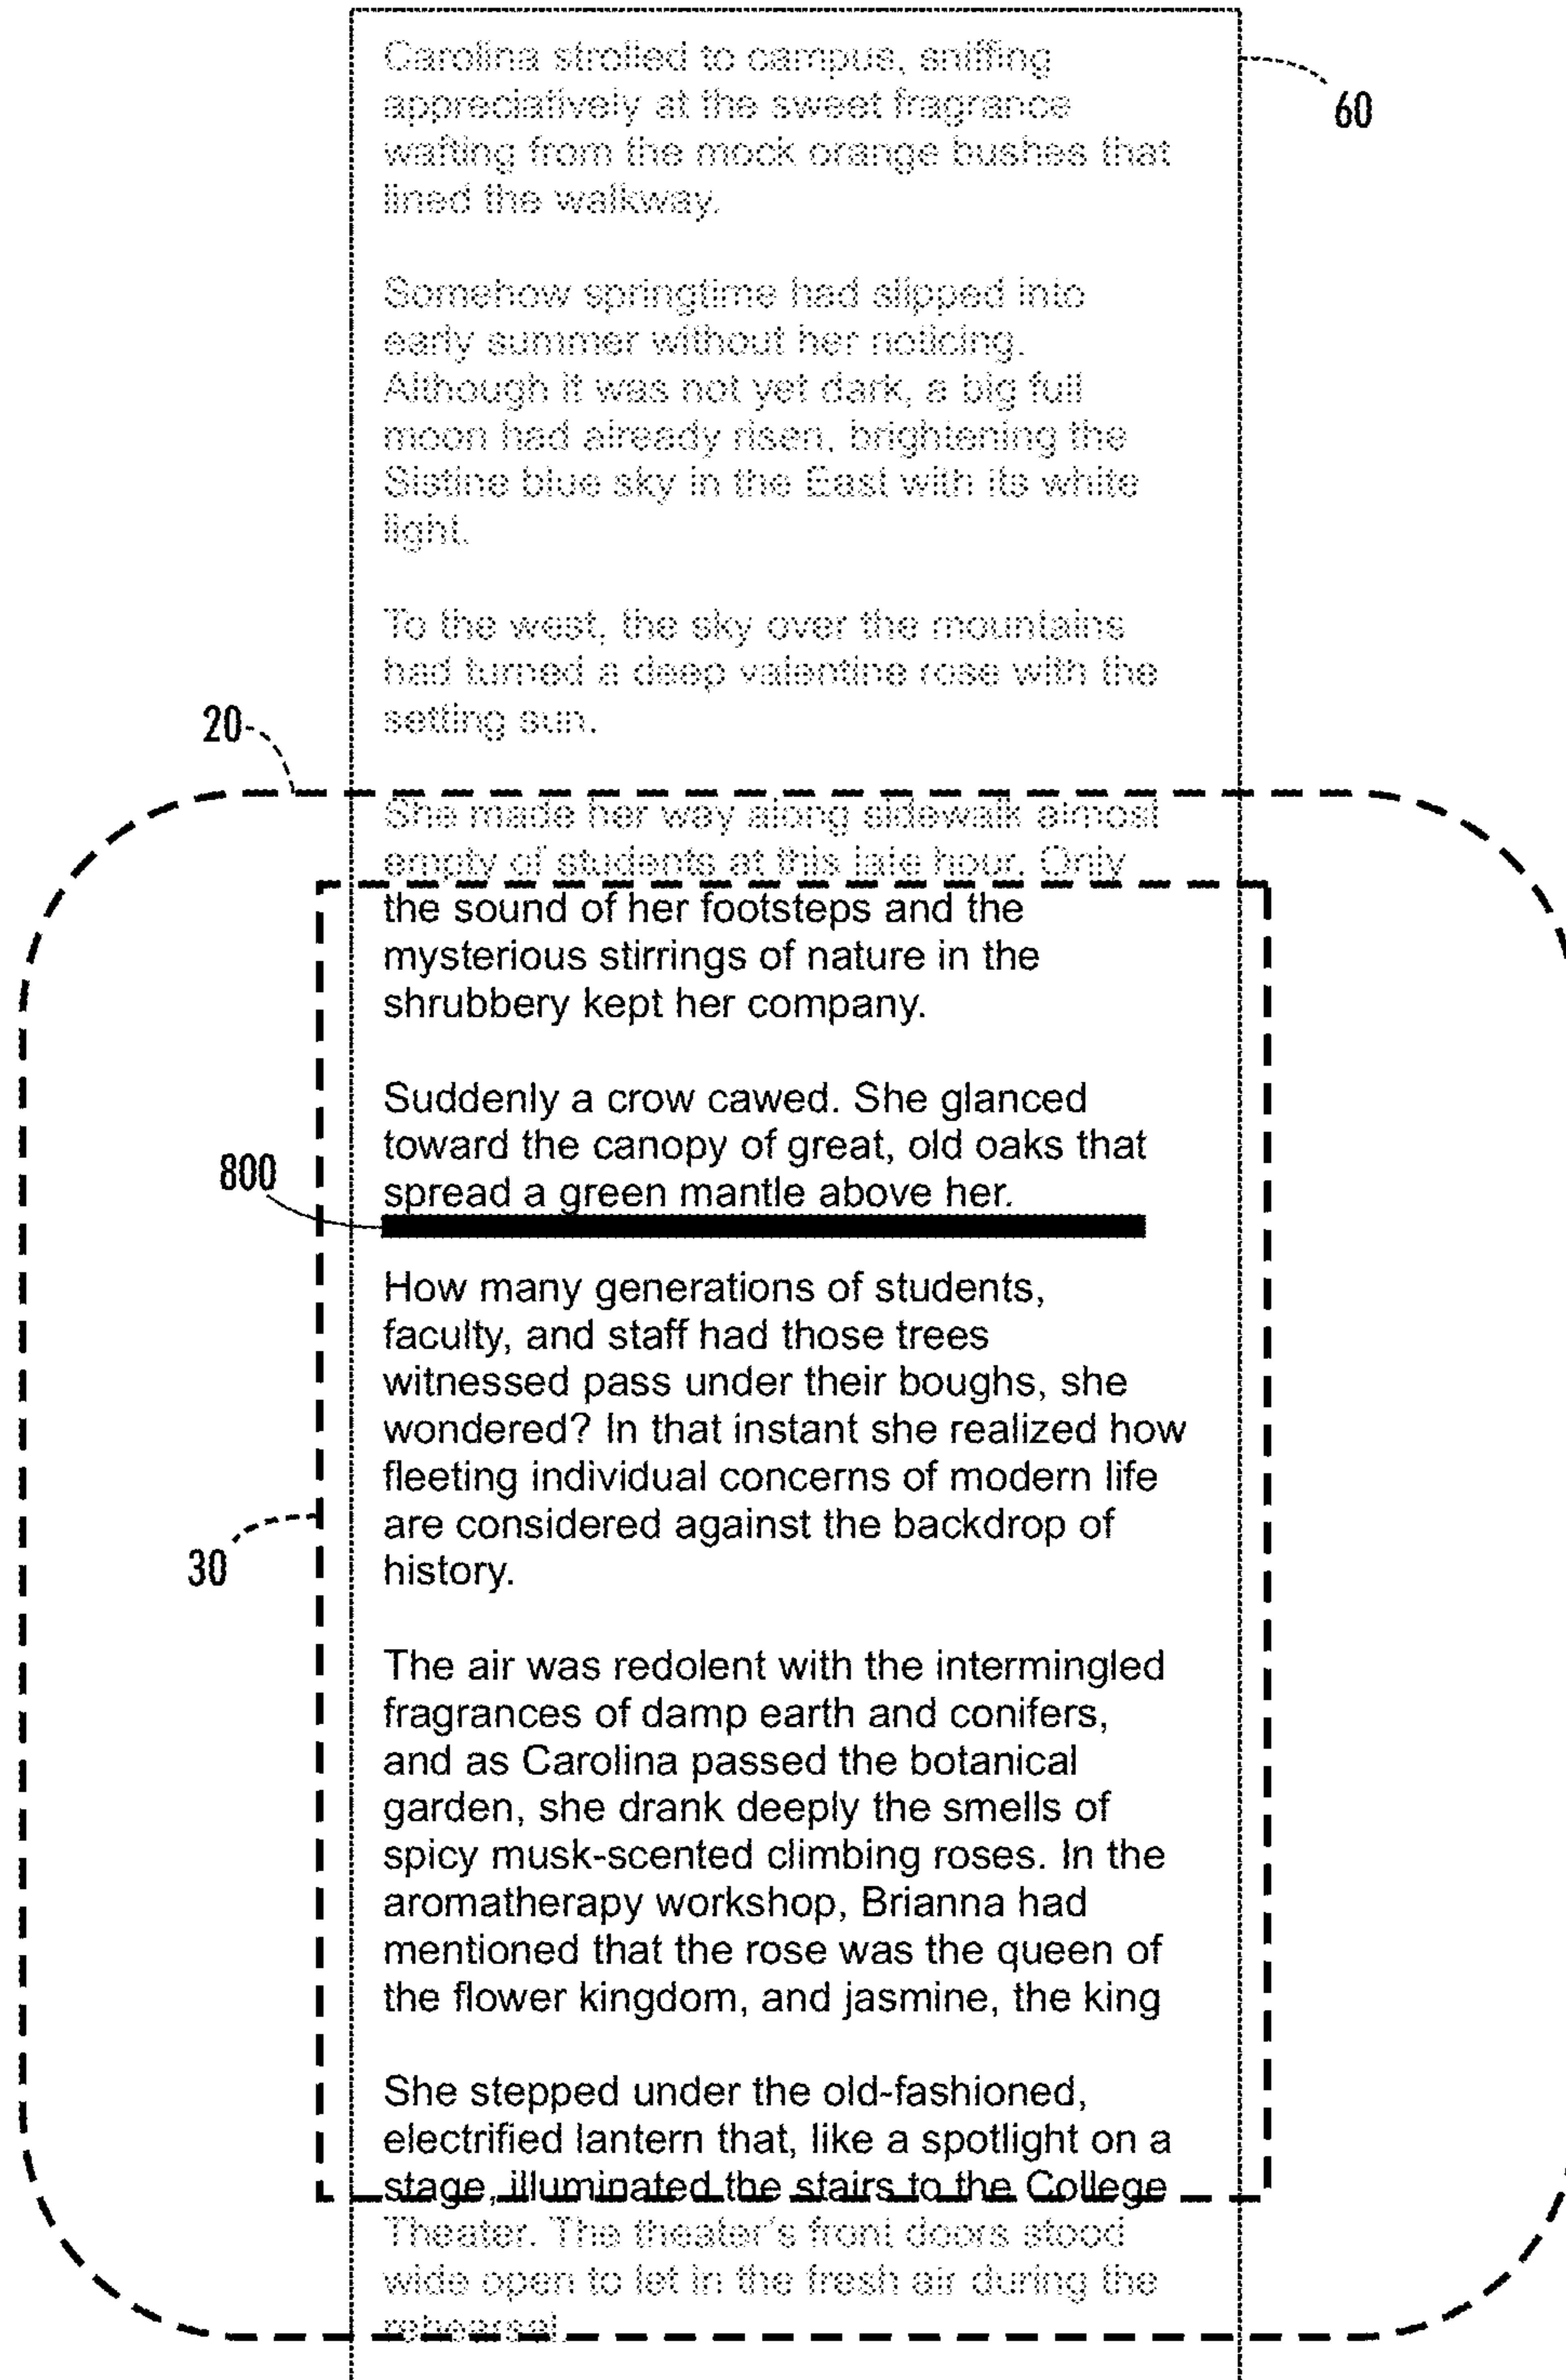 Carolina strolled to campus, sniffing
appreciatively at the sweet fragrance
wafting from the mock orange bushes that
lined the walkway.
60
Somehow springtime had slipped into
early summer without her noticing.
Although it was not yet dark, a big full
moon had already risen, brightening the
Sistine blue sky in the East with its white
light.
To the west, the sky over the mountains
had turned a deep valentine rose with the
setting sun.
20
She made her way along sidewalk almost
empty of students at this late hour. Only
the sound of her footsteps and the
mysterious stirrings of nature in the
shrubbery kept her company.
Suddenly a crow cawed. She glanced
toward the canopy of great, old oaks that
spread a green mantle above her.
800
How many generations of students,
faculty, and staff had those trees
witnessed pass under their boughs, she
wondered? In that instant she realized how
fleeting individual concerns of modern life
are considered against the backdrop of
history.
30
The air was redolent with the intermingled
fragrances of damp earth and conifers,
and as Carolina passed the botanical
garden, she drank deeply the smells of
spicy musk-scented climbing roses. In the
aromatherapy workshop, Brianna had
mentioned that the rose was the queen of
the flower kingdom, and jasmine, the king
She stepped under the old-fashioned,
electrified lantern that, like a spotlight on a
stage, illuminated the stairs to the College
Theater. The theater's front doors stood
wide open to let in the fresh air during the
rehearsal.